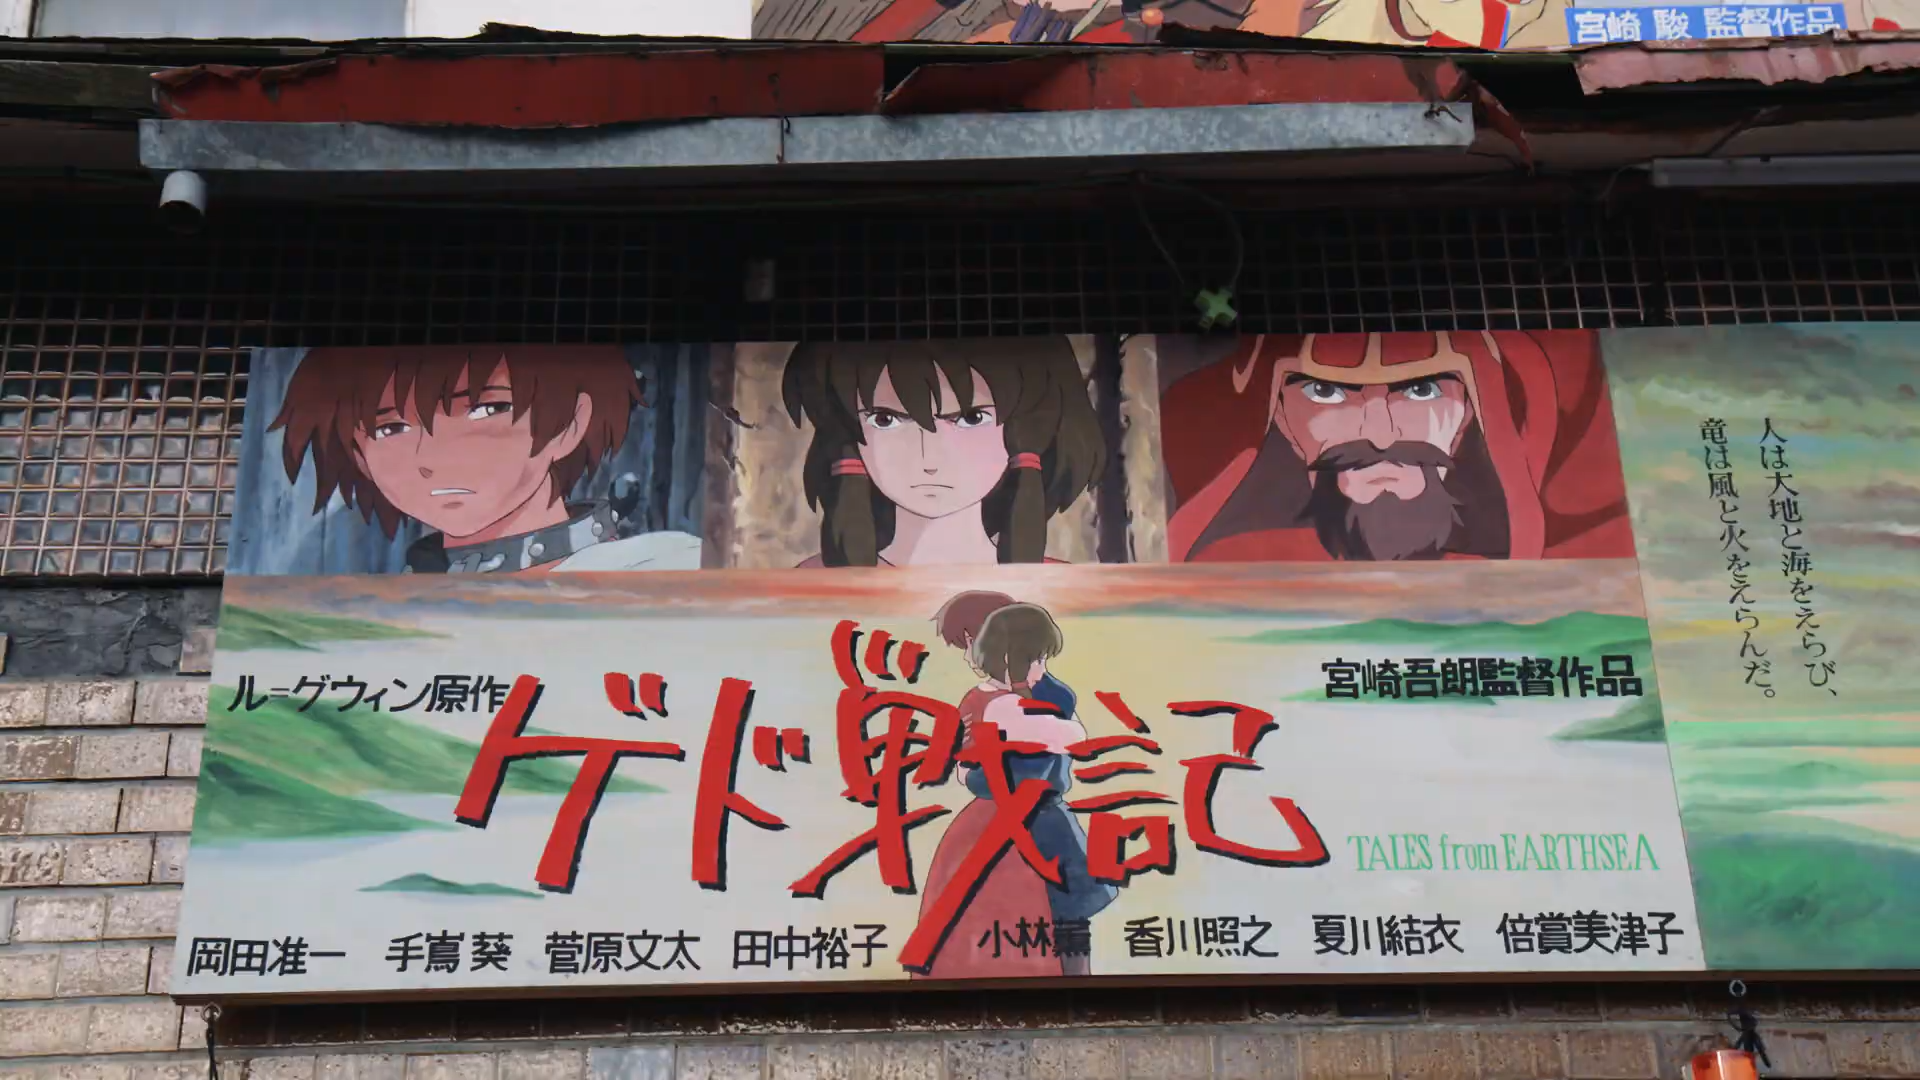 宮崎 駿 監督作品
人は大地と海をえらび、
竜は風と火をえらんだ。
ル=グウィン原作
宮崎吾朗監督作品
ゲド戦記
TALES from EARTHSEA
岡田准一 手嶌葵 菅原文太 田中裕子 小林薫 香川照之 夏川結衣 倍賞美津子